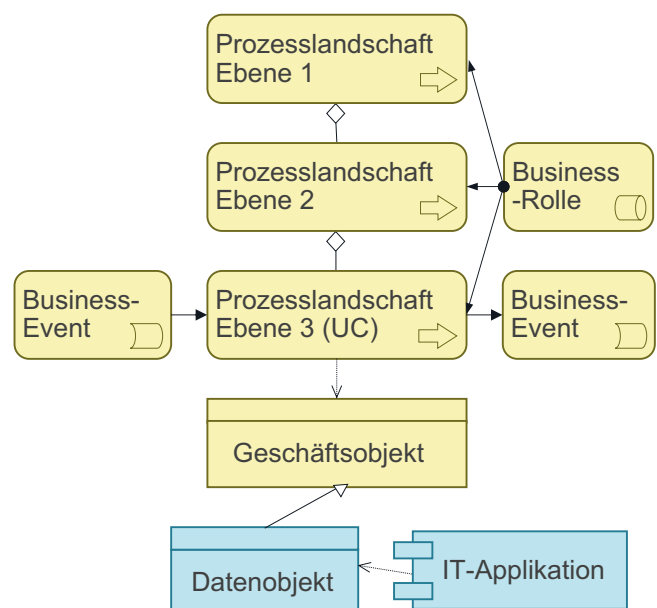 Prozesslandschaft
Ebene 1
Prozesslandschaft
Ebene 2
Business
-Rolle
Business-
Event
Prozesslandschaft
Ebene 3 (UC)
Business-
Event
Geschäftsobjekt
Datenobjekt
IT-Applikation